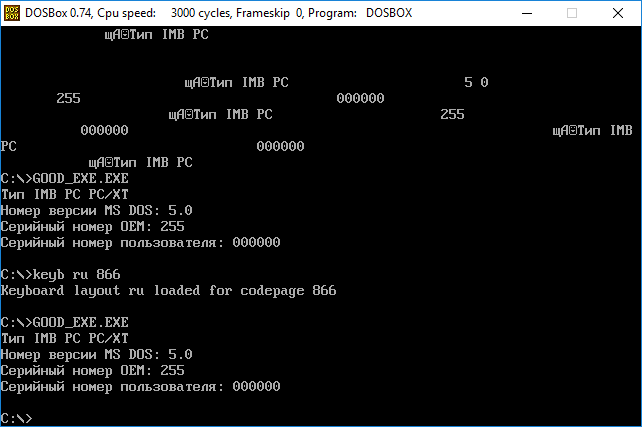 DOSBox 0.74, Cpu speed: 3000 cycles, Frameskip 0, Program: DOSBOX
щА☺Тип IMB PC
щА☺Тип IMB PC 5 0
255 000000
щА☺Тип IMB PC 255
000000 щА☺Тип IMB
PC 000000
щА☺Тип IMB PC
C:\>GOOD_EXE.EXE
Тип IMB PC PC/XT
Номер версии MS DOS: 5.0
Серийный номер OEM: 255
Серийный номер пользователя: 000000
C:\>keyb ru 866
Keyboard layout ru loaded for codepage 866
C:\>GOOD_EXE.EXE
Тип IMB PC PC/XT
Номер версии MS DOS: 5.0
Серийный номер OEM: 255
Серийный номер пользователя: 000000
C:\>